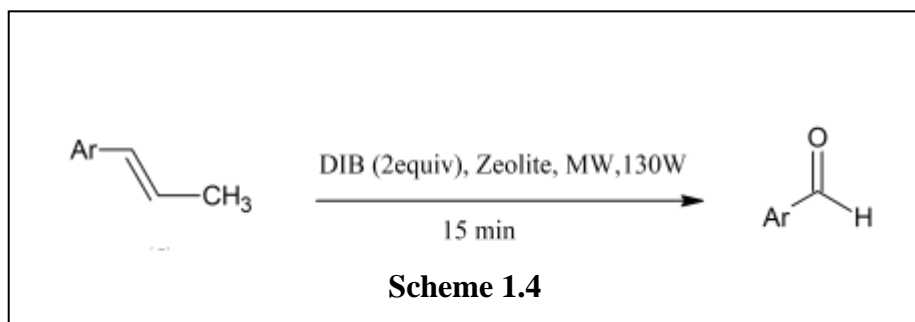 Ar
CH3
DIB (2equiv), Zeolite, MW,130W
15 min
O
Ar
H
Scheme 1.4